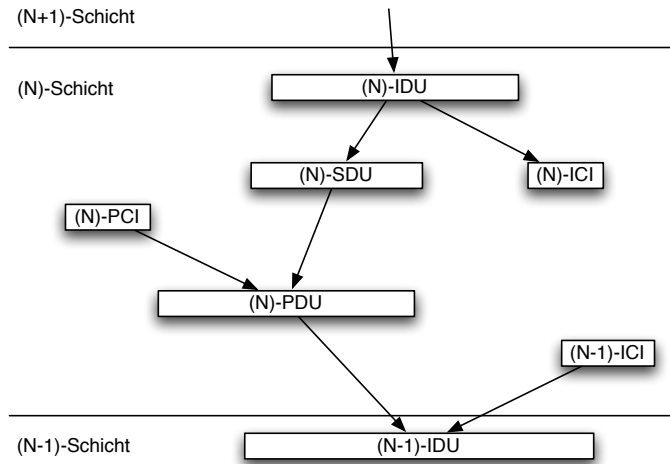 (N+1)-Schicht
(N)-Schicht
(N)-IDU
(N)-SDU
(N)-ICI
(N)-PCI
(N)-PDU
(N-1)-ICI
(N-1)-Schicht
(N-1)-IDU